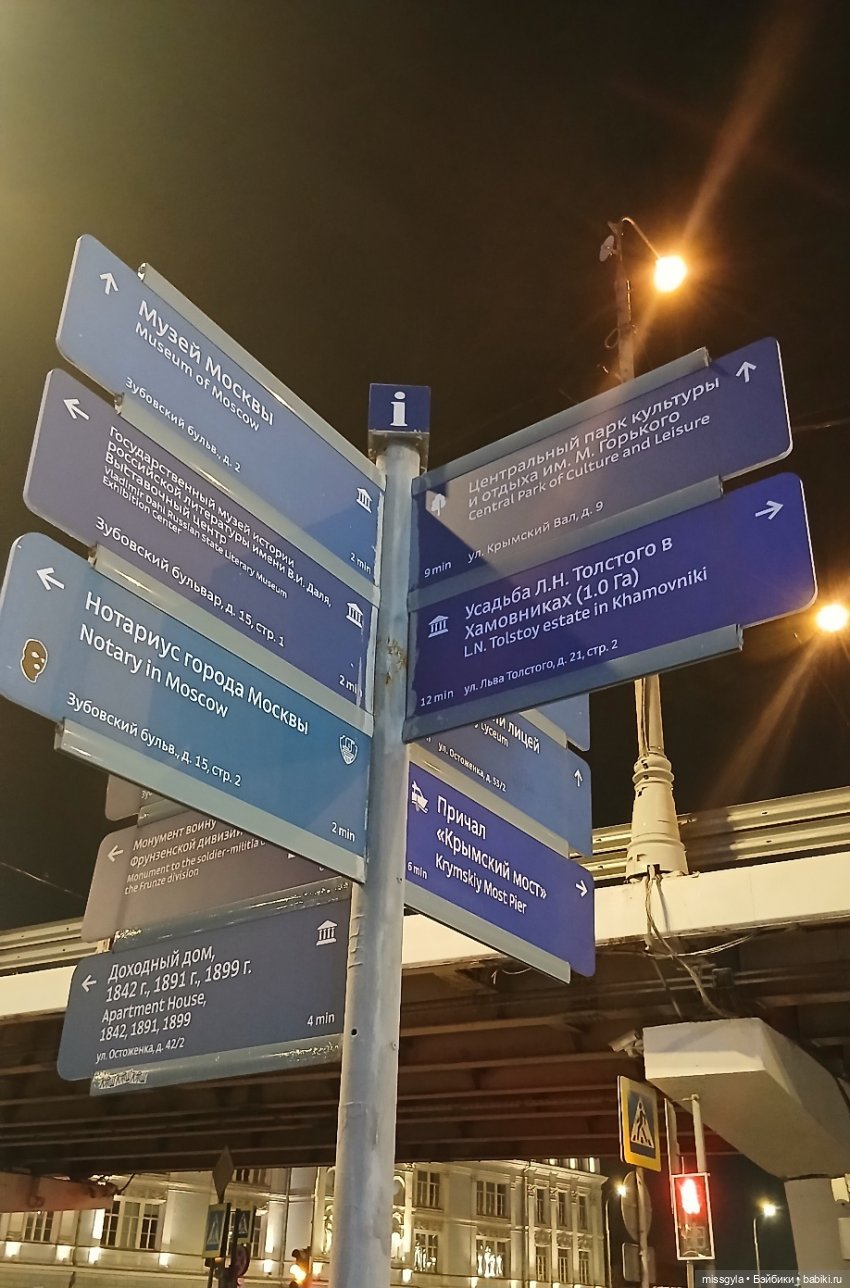 i
Музей Москвы
Museum of Moscow
Зубовский бульв., д. 2
2 min
Государственный музей истории
российской литературы имени В.И. Даля,
Выставочный центр
Vladimir Dahl Russian State Literary Museum
Exhibition Center
Зубовский бульвар, д. 15, стр. 1
2 min
Нотариус города Москвы
Notary in Moscow
Зубовский бульв., д. 15, стр. 2
2 min
Монумент воину
Фрунзенской дивизии
Monument to the soldier-militia
the Frunze division
Доходный дом,
1842 г., 1891 г., 1899 г.
Apartment House,
1842, 1891, 1899
ул. Остоженка, д. 42/2
4 min
Центральный парк культуры
и отдыха им. М. Горького
Central Park of Culture and Leisure
9 min
ул. Крымский Вал, д. 9
Усадьба Л.Н. Толстого в
Хамовниках (1.0 Га)
L.N. Tolstoy estate in Khamovniki
12 min
ул. Льва Толстого, д. 21, стр. 2
лицей
Lyceum
ул. Остоженка, д. 53/2
Причал
«Крымский мост»
Krymskiy Most Pier
6 min
missgyla • Бэйбики • babiki.ru